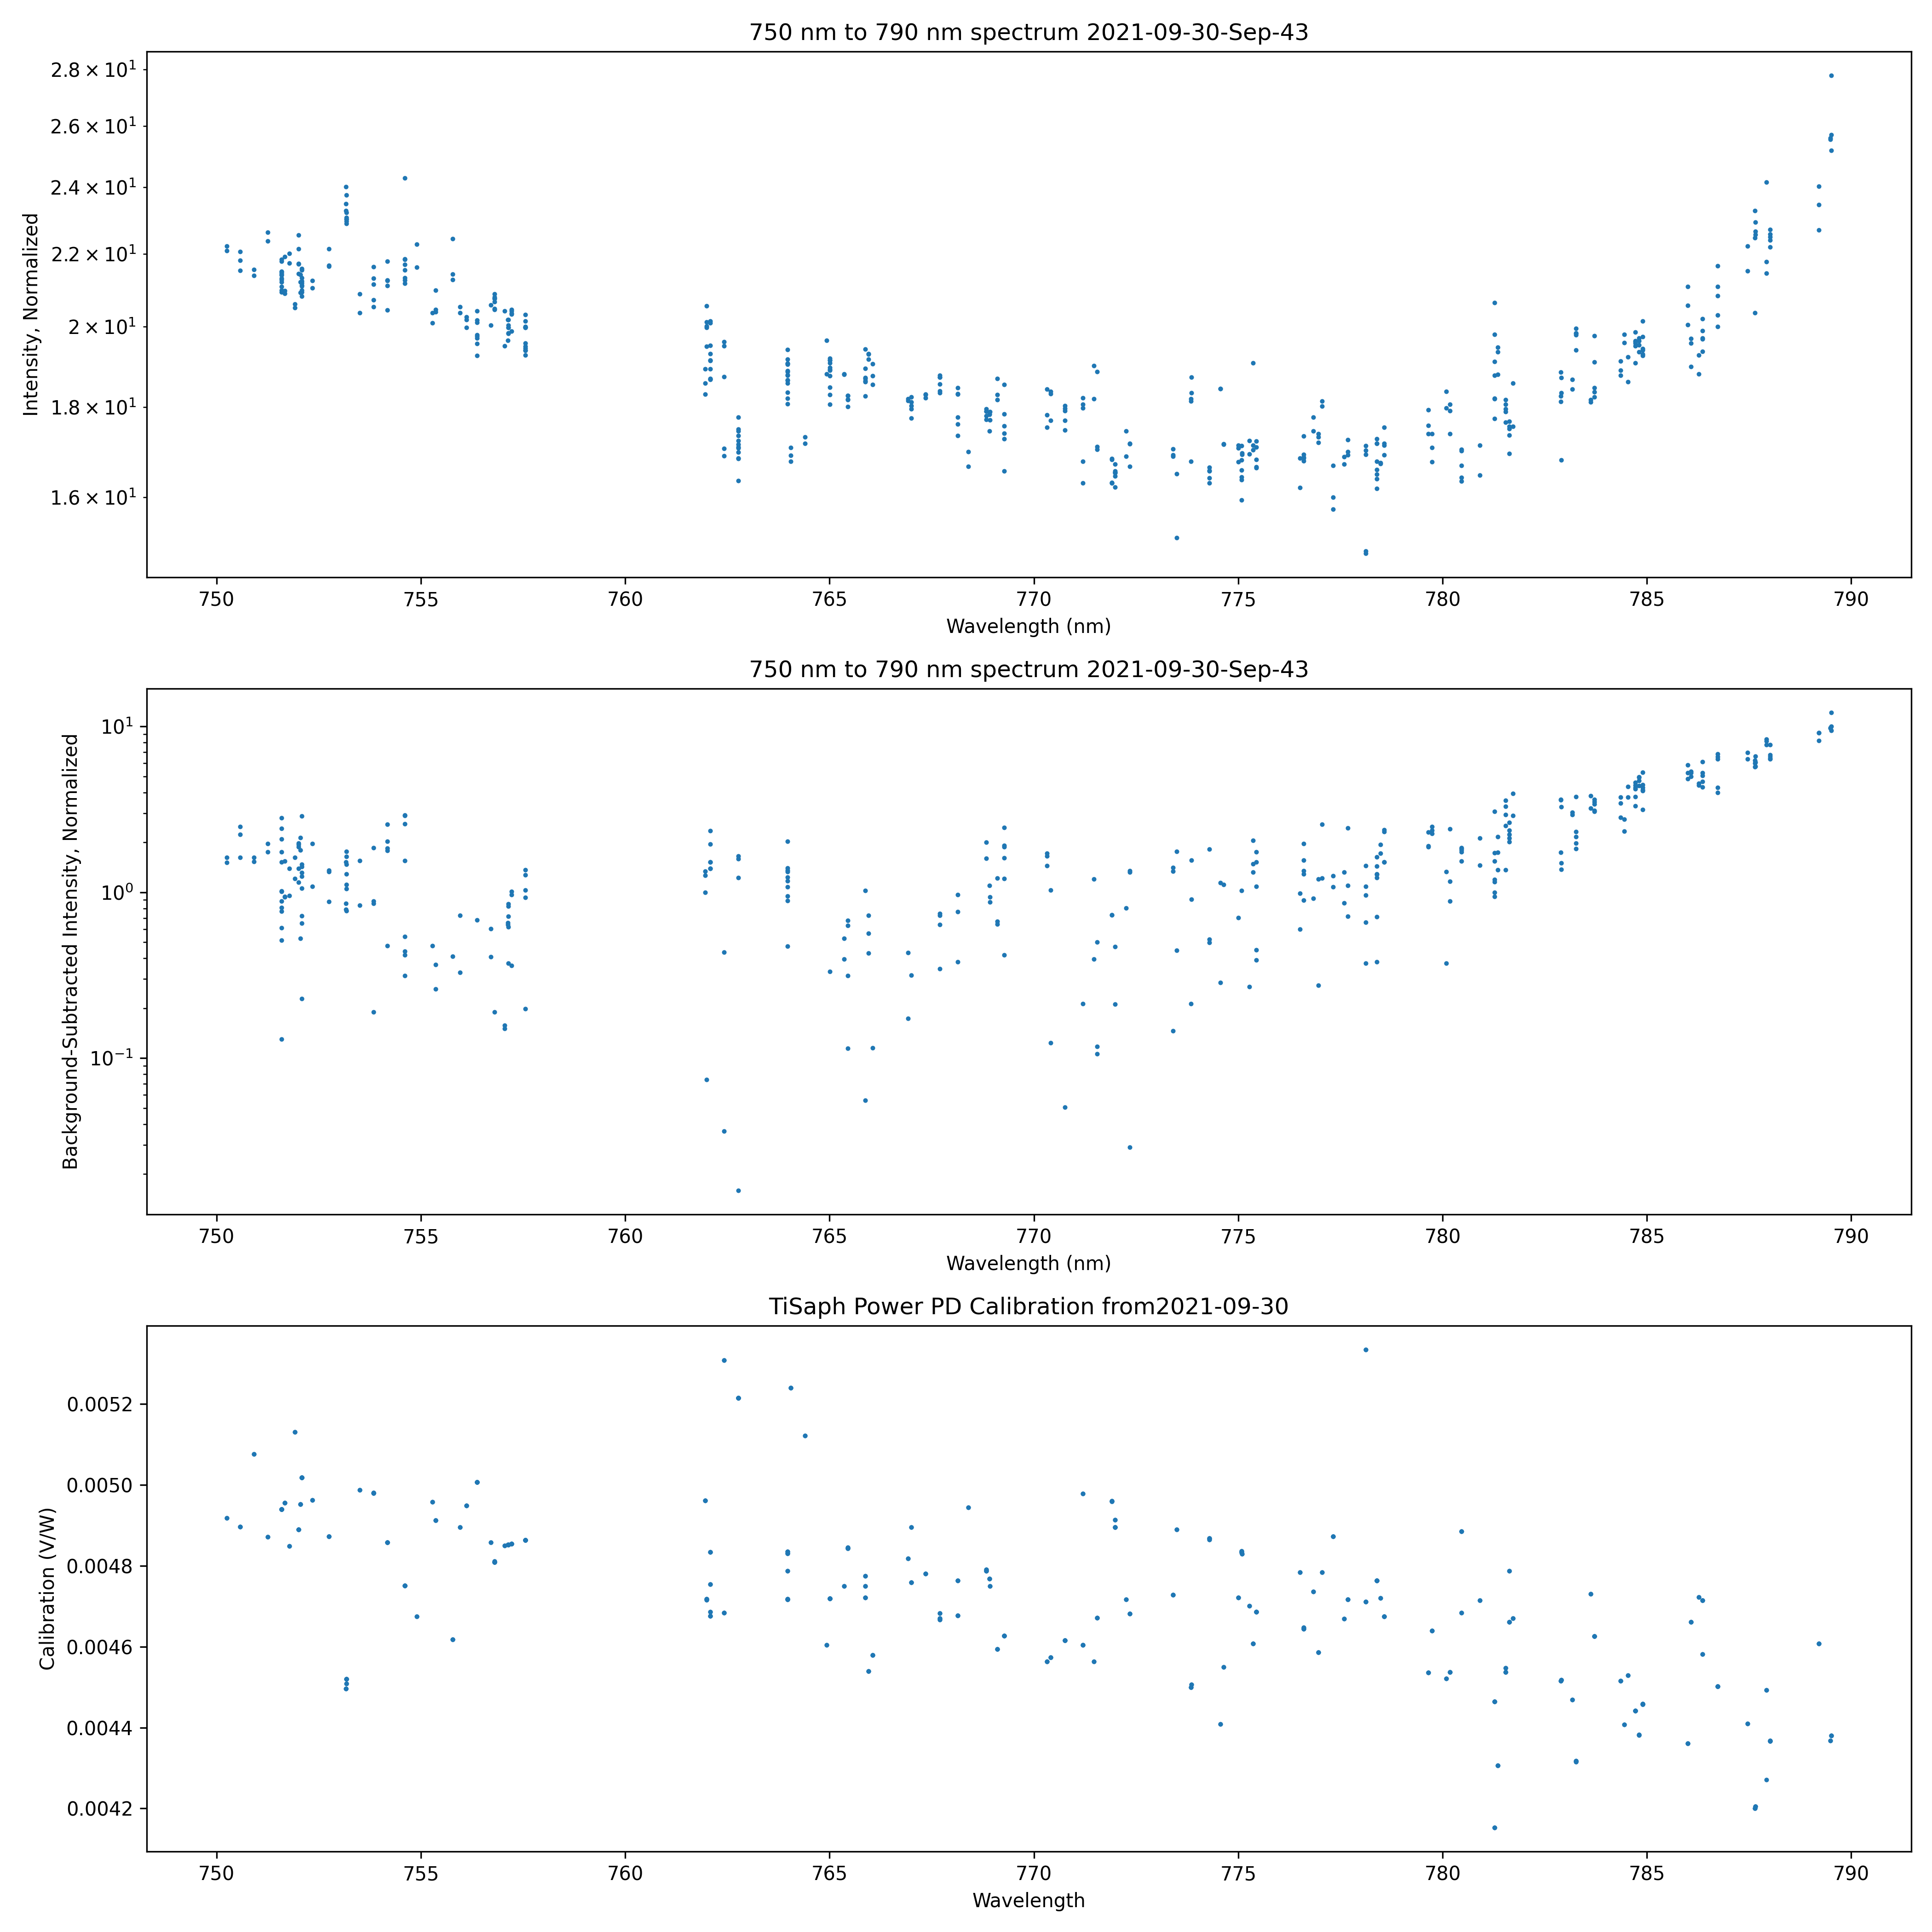 750 nm to 790 nm spectrum 2021-09-30-Sep-43
Intensity, Normalized
2.8 × 10¹
2.6 × 10¹
2.4 × 10¹
2.2 × 10¹
2 × 10¹
1.8 × 10¹
1.6 × 10¹
750 755 760 765 770 775 780 785 790
Wavelength (nm)
750 nm to 790 nm spectrum 2021-09-30-Sep-43
Background-Subtracted Intensity, Normalized
10¹
10⁰
10⁻¹
750 755 760 765 770 775 780 785 790
Wavelength (nm)
TiSaph Power PD Calibration from2021-09-30
Calibration (V/W)
0.0052
0.0050
0.0048
0.0046
0.0044
0.0042
750 755 760 765 770 775 780 785 790
Wavelength